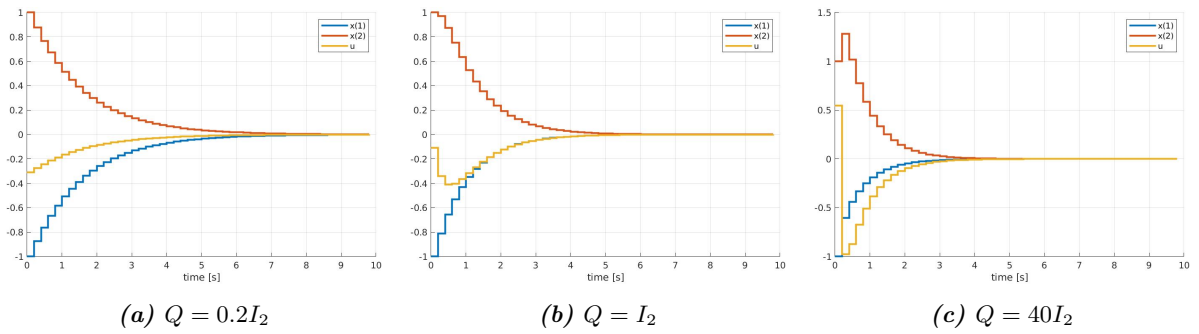 1
0.8
0.6
0.4
0.2
0
-0.2
-0.4
-0.6
-0.8
-1
0 1 2 3 4 5 6 7 8 9 10
time [s]
x(1)
x(2)
u
(a) Q = 0.2I₂
1
0.8
0.6
0.4
0.2
0
-0.2
-0.4
-0.6
-0.8
-1
0 1 2 3 4 5 6 7 8 9 10
time [s]
x(1)
x(2)
u
(b) Q = I₂
1.5
1
0.5
0
-0.5
-1
0 1 2 3 4 5 6 7 8 9 10
time [s]
x(1)
x(2)
u
(c) Q = 40I₂